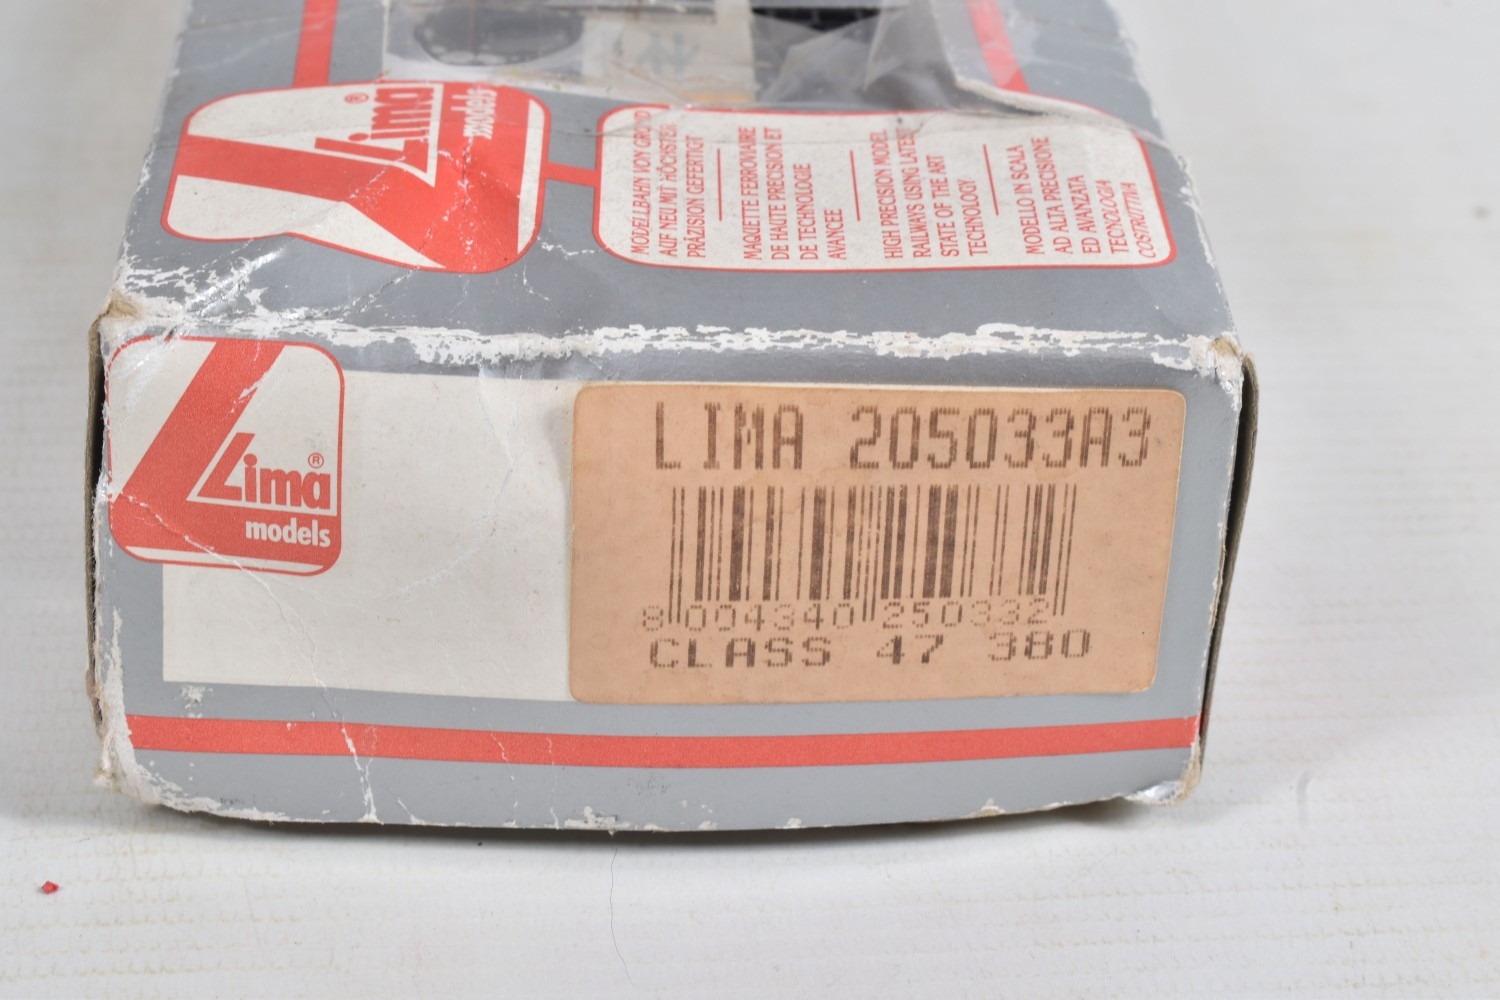 Lima®
models
MODELLBAHN VON GRUND
AUF NEU MIT HÖCHSTER
PRÄZISION GEFERTIGT
MAQUETTE FERROVIAIRE
DE HAUTE PRECISION ET
DE TECHNOLOGIE
AVANCEE
HIGH PRECISION MODEL
RAILWAYS USING LATEST
STATE OF THE ART
TECHNOLOGY
MODELLO IN SCALA
AD ALTA PRECISIONE
ED AVANZATA
TECNOLOGIA
COSTRUTTIVA
Lima®
models
LIMA 205033A3
8 004340 250332
CLASS 47 380